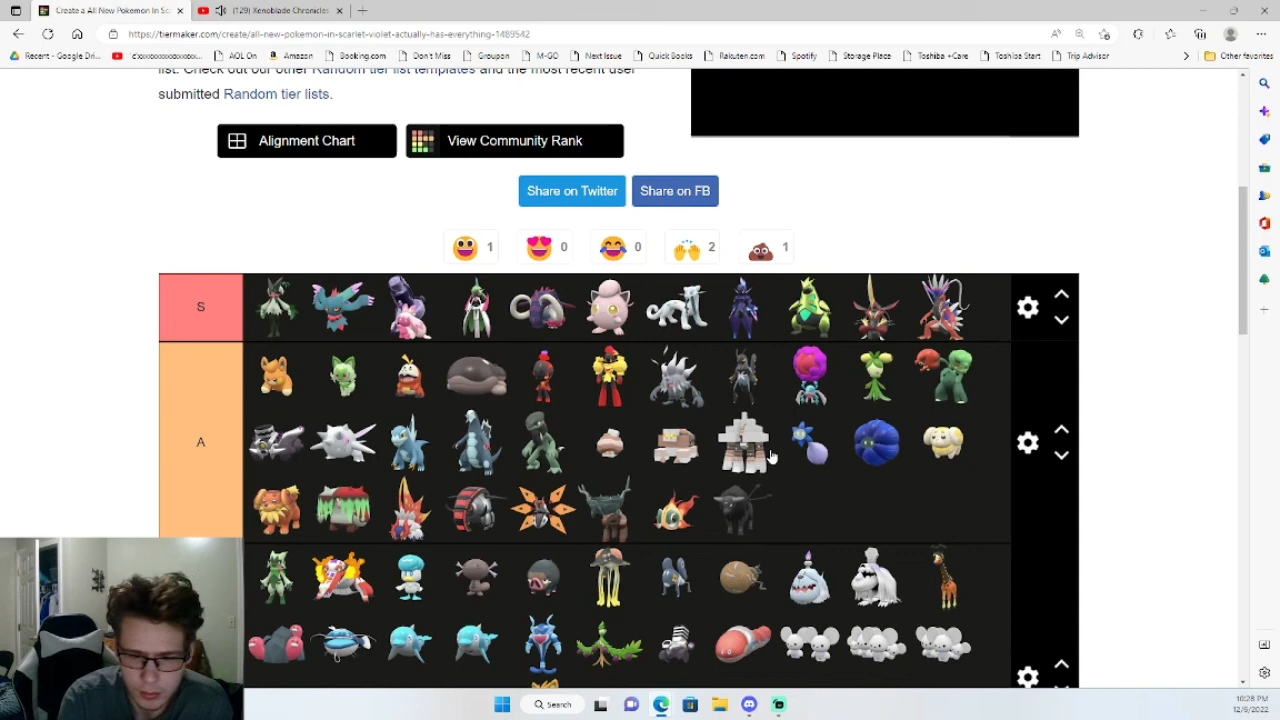 Create a All New Pokemon In Sc
(129) Xenoblade Chronicles
https://tiermaker.com/create/all-new-pokemon-in-scarlet-violet-actually-has-everything-1489542
Recent - Google Dri...
AOL On
Amazon
Booking.com
Don't Miss
Groupon
M-GO
Next Issue
Quick Books
Rakuten.com
Spotify
Storage Place
Toshiba +Care
Toshiba Start
Trip Advisor
Other favorites
list. Check out our other Random tier list templates and the most recent user
submitted Random tier lists.
Alignment Chart
View Community Rank
Share on Twitter
Share on FB
1
0
0
2
1
S
A
Search
10:28 PM
12/6/2022